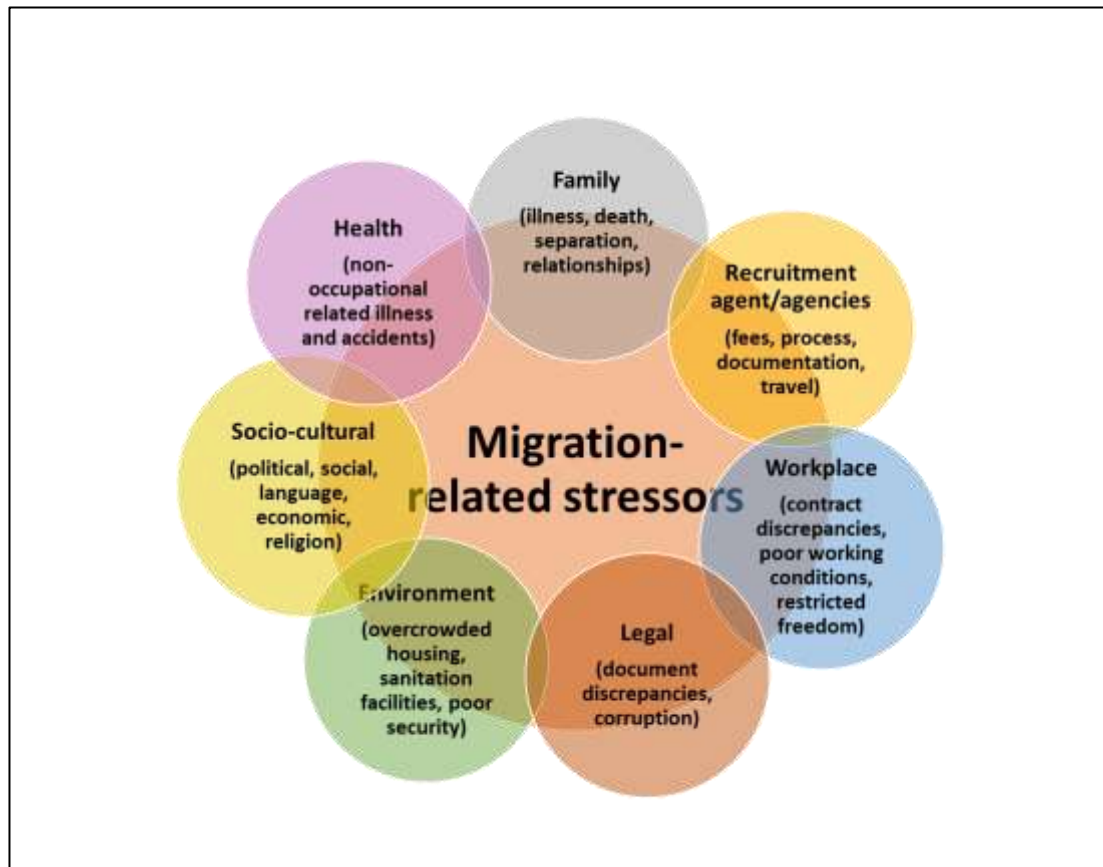 Family
(illness, death,
separation,
relationships)
Recruitment
agent/agencies
(fees, process,
documentation,
travel)
Workplace
(contract
discrepancies,
poor working
conditions,
restricted
freedom)
Legal
(document
discrepancies,
corruption)
Environment
(overcrowded
housing,
sanitation
facilities, poor
security)
Socio-cultural
(political, social,
language,
economic,
religion)
Health
(non-
occupational
related illness
and accidents)
Migration-
related stressors